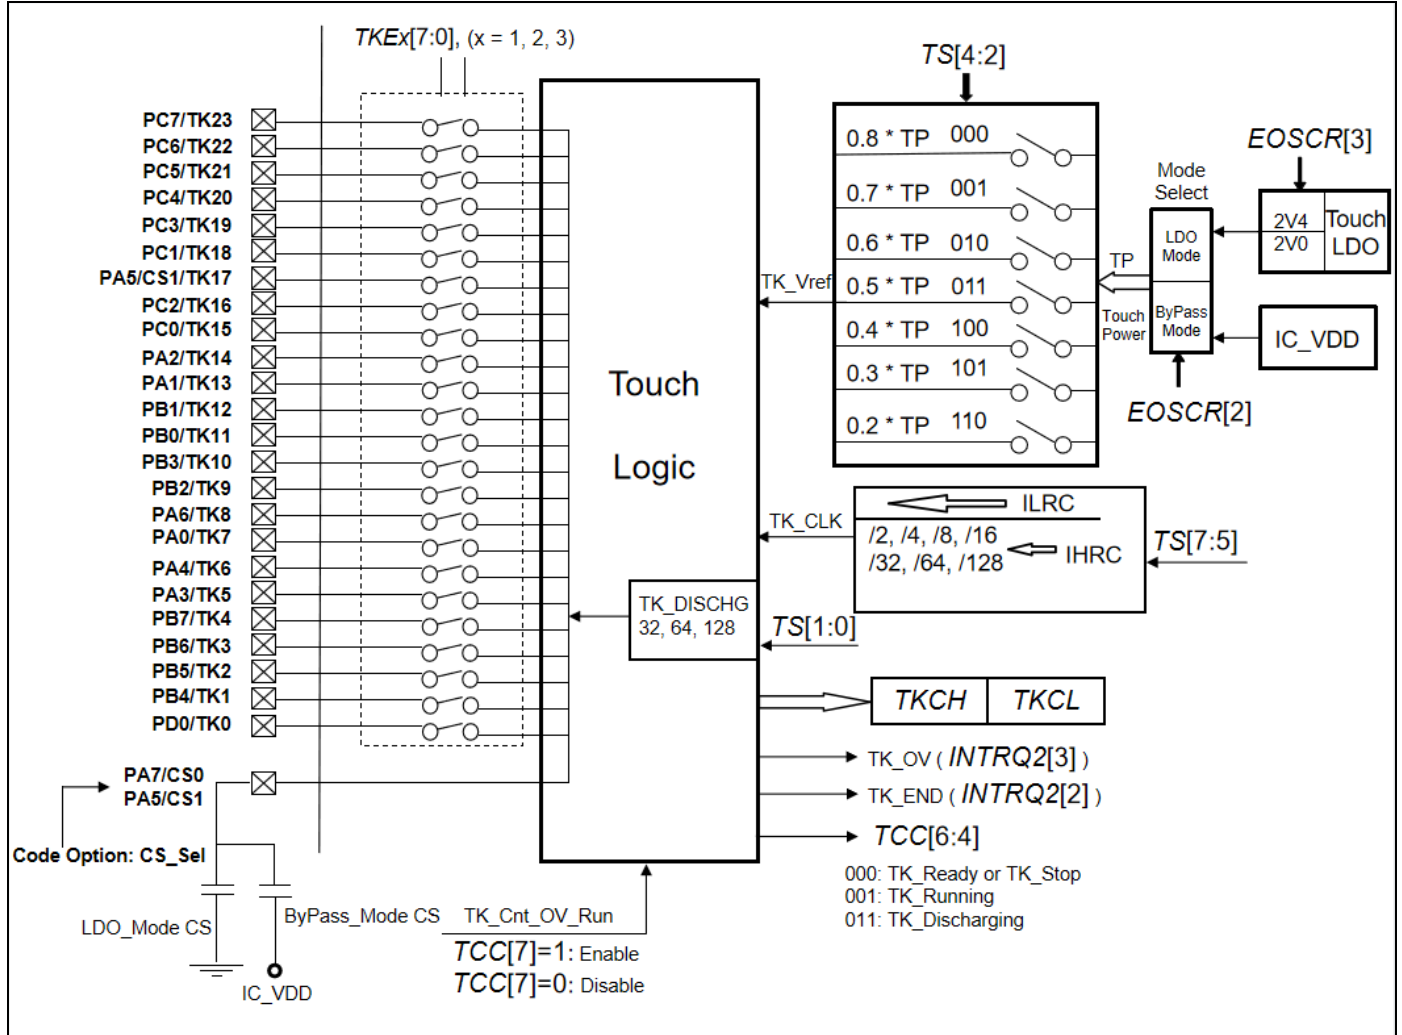 TKEx[7:0], (x = 1, 2, 3)
PC7/TK23
PC6/TK22
PC5/TK21
PC4/TK20
PC3/TK19
PC1/TK18
PA5/CS1/TK17
PC2/TK16
PC0/TK15
PA2/TK14
PA1/TK13
PB1/TK12
PB0/TK11
PB3/TK10
PB2/TK9
PA6/TK8
PA0/TK7
PA4/TK6
PA3/TK5
PB7/TK4
PB6/TK3
PB5/TK2
PB4/TK1
PD0/TK0
PA7/CS0
PA5/CS1
Code Option: CS_Sel
LDO_Mode CS
ByPass_Mode CS
IC_VDD
TK_Cnt_OV_Run
TCC[7]=1: Enable
TCC[7]=0: Disable
Touch
Logic
TK_DISCHG
32, 64, 128
TS[4:2]
0.8 * TP 000
0.7 * TP 001
0.6 * TP 010
0.5 * TP 011
0.4 * TP 100
0.3 * TP 101
0.2 * TP 110
TK_Vref
TP
Touch
Power
Mode
Select
LDO
Mode
ByPass
Mode
EOSCR[3]
2V4
2V0
Touch
LDO
IC_VDD
EOSCR[2]
TK_CLK
ILRC
/2, /4, /8, /16
/32, /64, /128
IHRC
TS[7:5]
TS[1:0]
TKCH TKCL
TK_OV ( INTRQ2[3] )
TK_END ( INTRQ2[2] )
TCC[6:4]
000: TK_Ready or TK_Stop
001: TK_Running
011: TK_Discharging